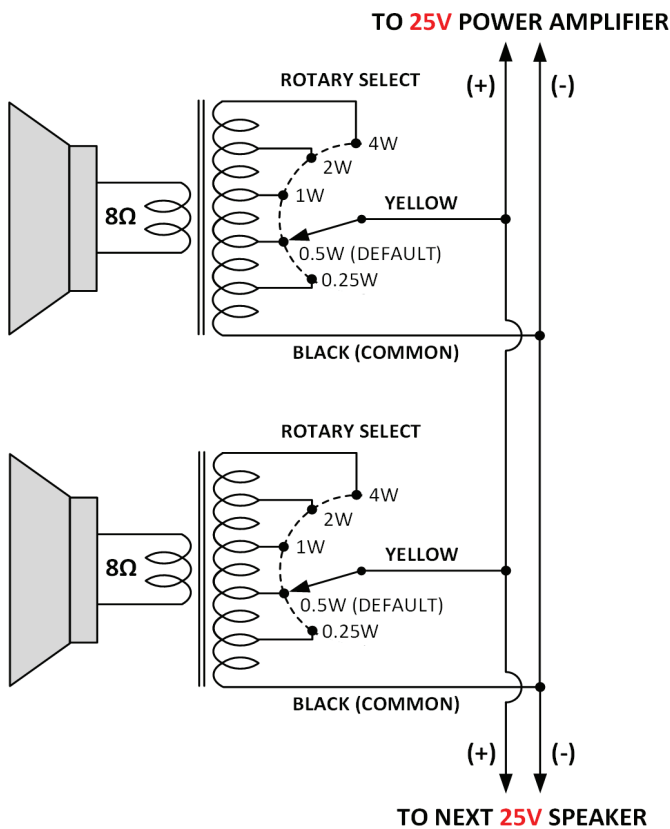 TO 25V POWER AMPLIFIER
(+) (-)
ROTARY SELECT
4W
2W
1W
YELLOW
8Ω
0.5W (DEFAULT)
0.25W
BLACK (COMMON)
ROTARY SELECT
4W
2W
1W
YELLOW
8Ω
0.5W (DEFAULT)
0.25W
BLACK (COMMON)
(+) (-)
TO NEXT 25V SPEAKER